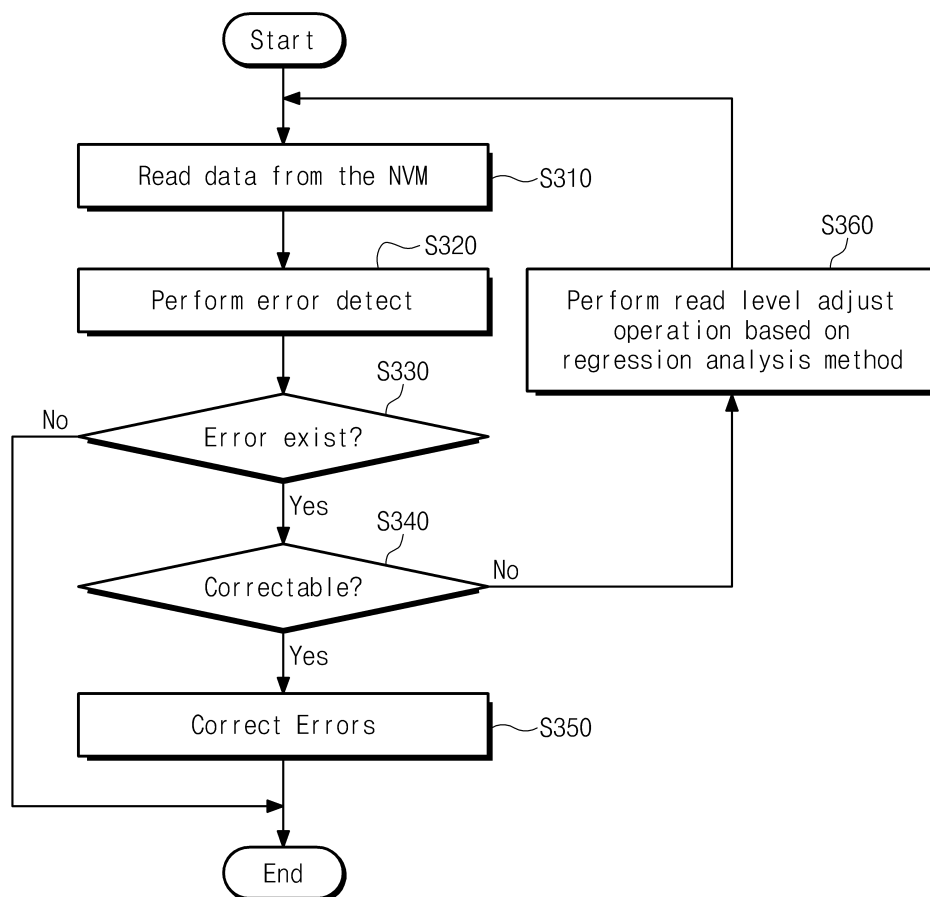 Start
Read data from the NVM
S310
S320
Perform error detect
S360
Perform read level adjust
operation based on
regression analysis method
S330
No
Error exist?
Yes
S340
Correctable?
No
Yes
Correct Errors
S350
End